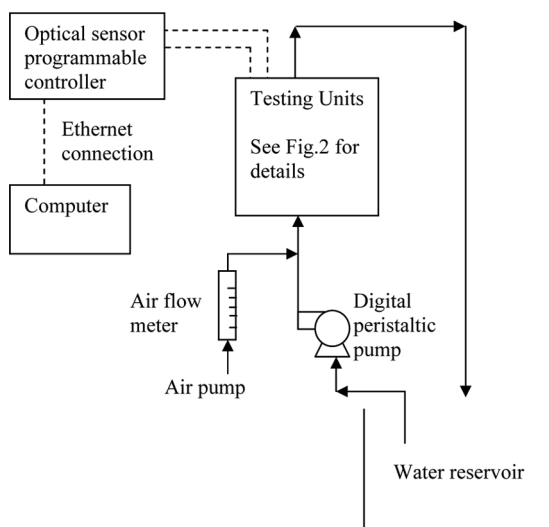 Optical sensor
programmable
controller
Ethernet
connection
Computer
Testing Units
See Fig.2 for
details
Air flow
meter
Air pump
Digital
peristaltic
pump
Water reservoir